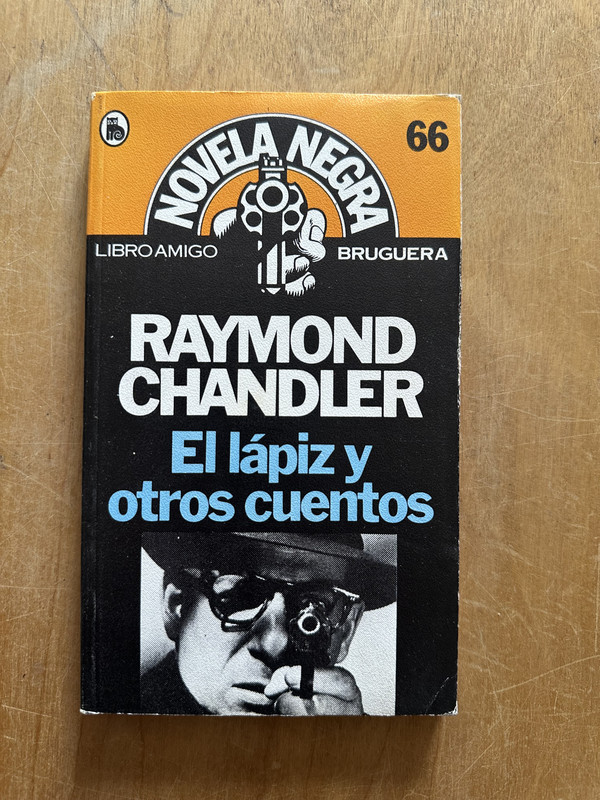 66
NOVELA NEGRA
LIBRO AMIGO
BRUGUERA
RAYMOND
CHANDLER
El lápiz y
otros cuentos